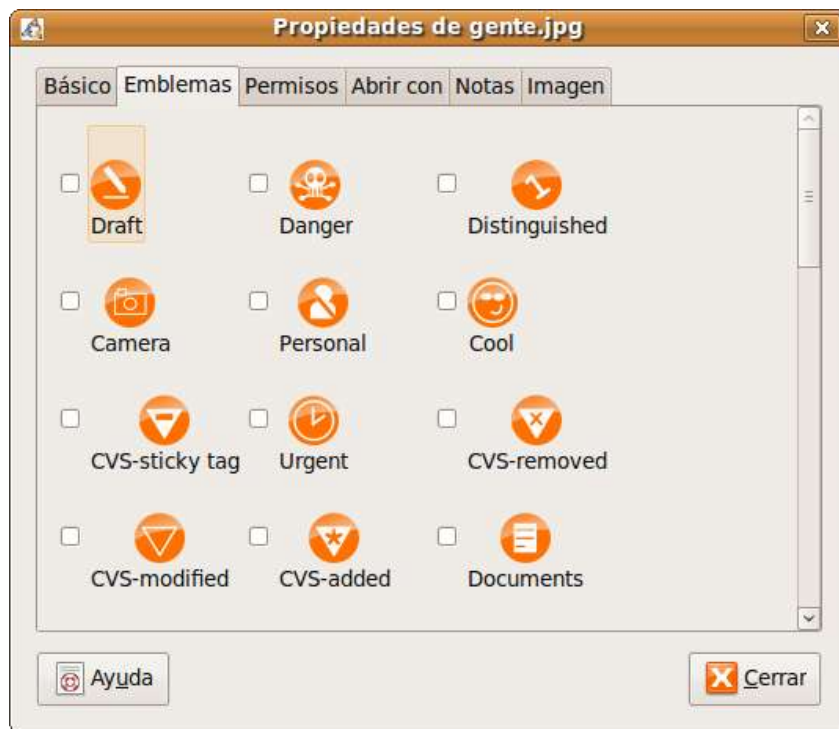 Propiedades de gente.jpg
Básico Emblemas Permisos Abrir con Notas Imagen
Draft Danger Distinguished
Camera Personal Cool
CVS-sticky tag Urgent CVS-removed
CVS-modified CVS-added Documents
Ayuda Cerrar